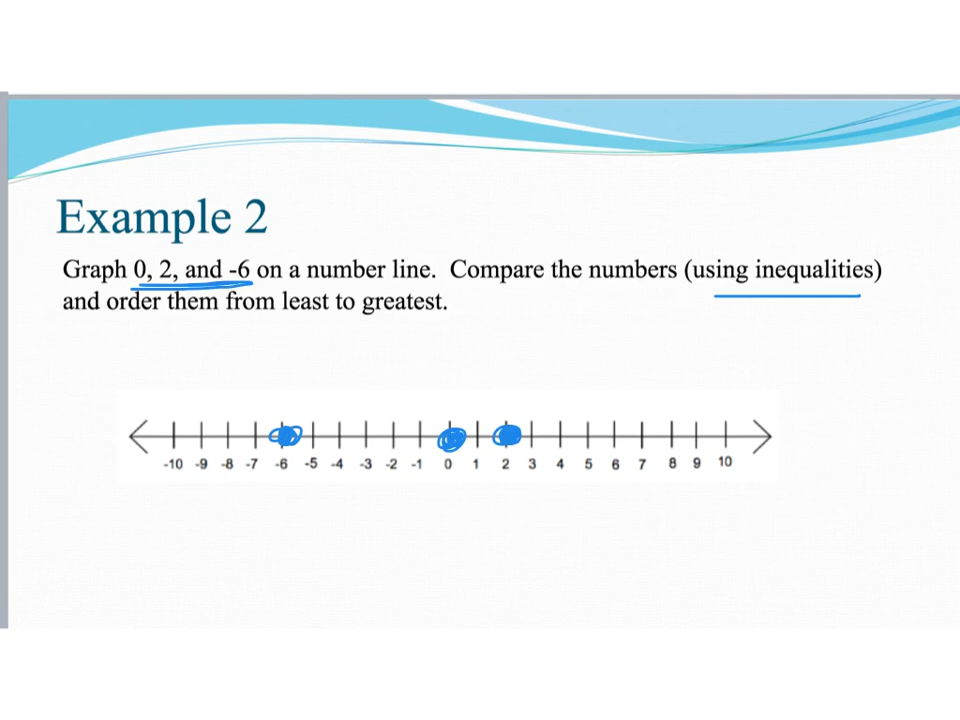 Example 2
Graph 0, 2, and -6 on a number line. Compare the numbers (using inequalities)
and order them from least to greatest.
-10 -9 -8 -7 -6 -5 -4 -3 -2 -1 0 1 2 3 4 5 6 7 8 9 10